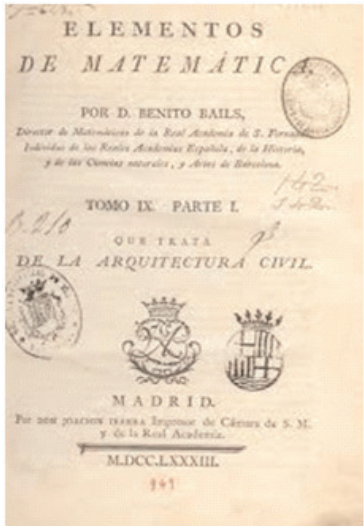 ELEMENTOS
DE MATEMÁTICA.
POR D. BENITO BAILS,
Director de Matemáticas de la Real Academia de S. Fernando,
Individuo de las Reales Academias Española, de la Historia,
y de las Ciencias naturales, y Artes de Barcelona.
TOMO IX. PARTE I.
B. 210
QUE TRATA
DE LA ARQUITECTURA CIVIL.
MADRID.
Por DON JOACHIN IBARRA Impresor de Cámara de S. M.
y de la Real Academia.
M.DCC.LXXXIII.